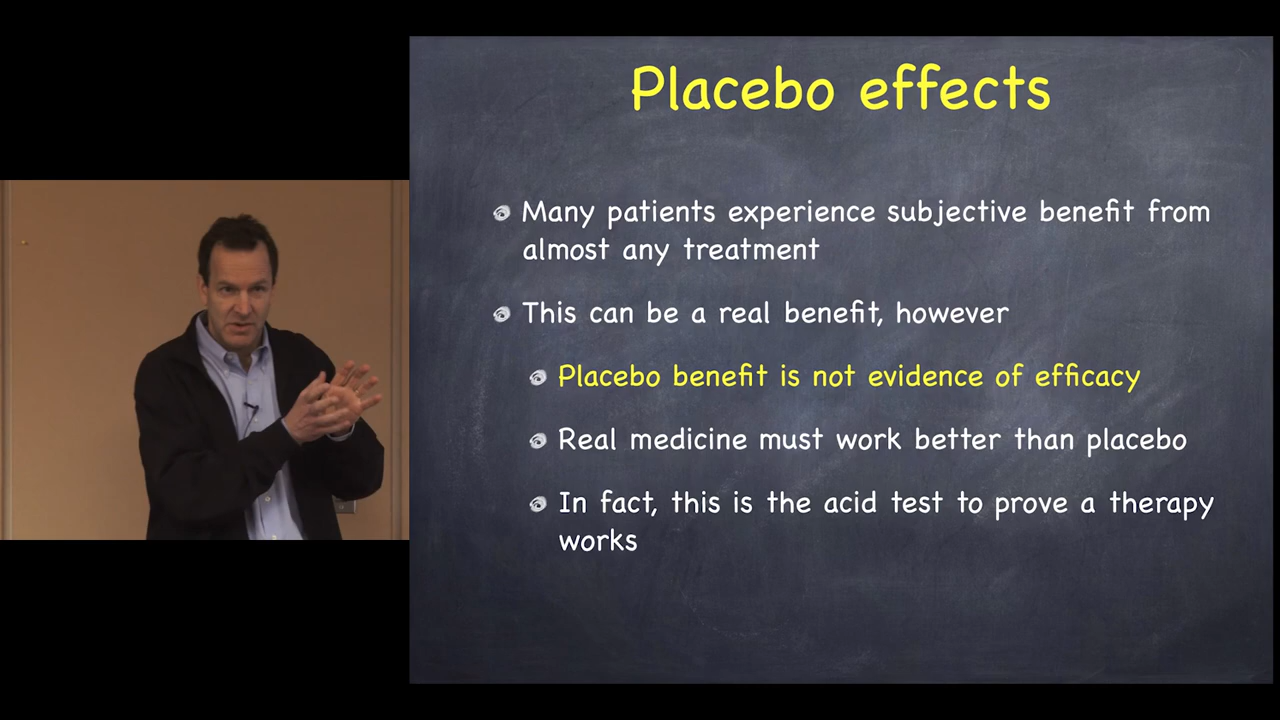 Placebo effects
Many patients experience subjective benefit from
almost any treatment
This can be a real benefit, however
Placebo benefit is not evidence of efficacy
Real medicine must work better than placebo
In fact, this is the acid test to prove a therapy
works